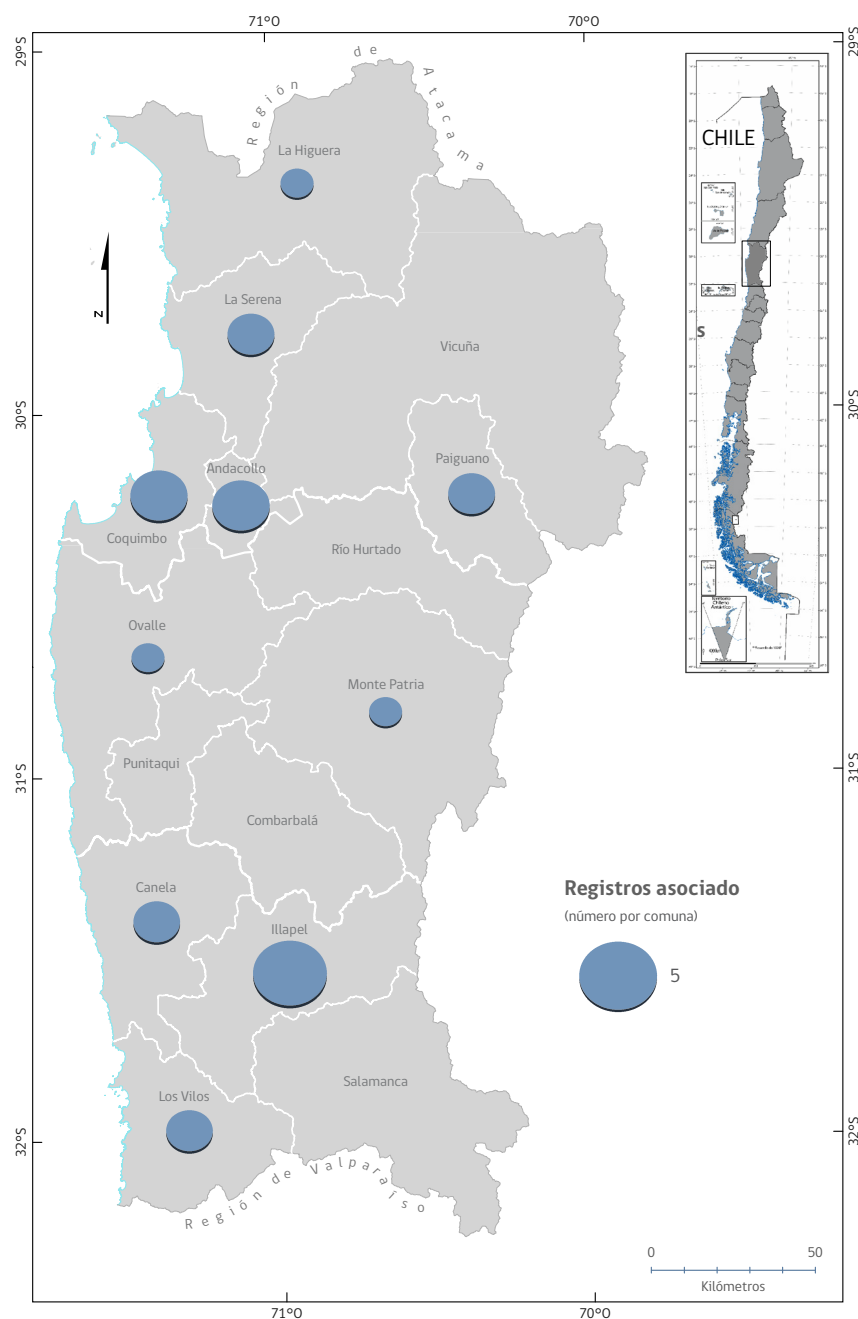 71°O
70°O
29°S
29°S
Región de Atacama
La Higuera
CHILE
La Serena
N
Vicuña
S
30°S
30°S
Andacollo
Paiguano
Coquimbo
Río Hurtado
Ovalle
Monte Patria
Punitaqui
31°S
31°S
Combarbalá
Canela
Registros asociado
(número por comuna)
Illapel
5
Salamanca
Los Vilos
32°S
32°S
Región de Valparaíso
0
50
Kilómetros
71°O
70°O